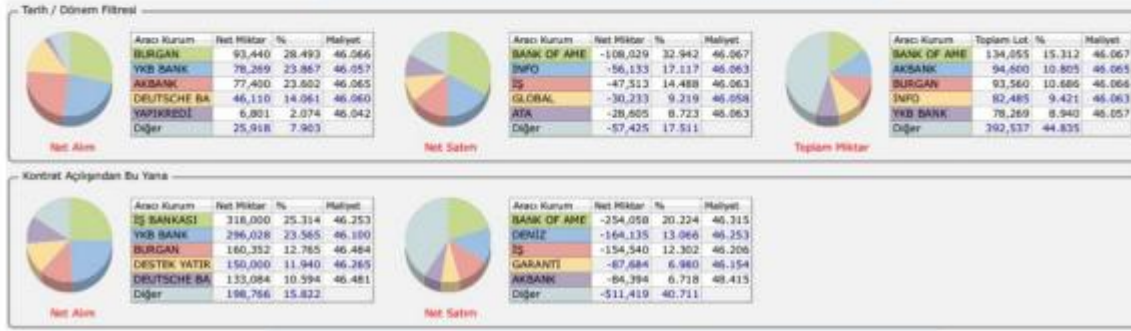 Tarih / Dönem Filtresi
Aracı Kurum Net Miktar % Maliyet
BURGAN 93,440 28.493 46.066
YKB BANK 78,269 23.867 46.057
AKBANK 77,400 23.602 46.065
DEUTSCHE BA 46,110 14.061 46.060
YAPIKREDİ 6,801 2.074 46.042
Diğer 25,918 7.903
Net Alım
Aracı Kurum Net Miktar % Maliyet
BANK OF AME -108,029 32.942 46.067
INFO -56,133 17.117 46.063
İŞ -47,513 14.488 46.063
GLOBAL -30,233 9.219 46.058
ATA -28,605 8.723 46.063
Diğer -57,425 17.511
Net Satım
Aracı Kurum Toplam Lot % Maliyet
BANK OF AME 134,055 15.312 46.067
AKBANK 94,600 10.805 46.065
BURGAN 93,560 10.686 46.066
INFO 82,485 9.421 46.063
YKB BANK 78,269 8.940 46.057
Diğer 392,537 44.835
Toplam Miktar
Kontrat Açılışından Bu Yana
Aracı Kurum Net Miktar % Maliyet
İŞ BANKASI 318,000 25.314 46.253
YKB BANK 296,028 23.565 46.100
BURGAN 160,352 12.765 46.484
DESTEK YATIR 150,000 11.940 46.265
DEUTSCHE BA 133,084 10.594 46.481
Diğer 198,766 15.822
Net Alım
Aracı Kurum Net Miktar % Maliyet
BANK OF AME -254,058 20.224 46.315
DENİZ -164,135 13.066 46.253
İŞ -154,540 12.302 46.206
GARANTİ -87,684 6.980 46.154
AKBANK -84,394 6.718 48.415
Diğer -511,419 40.711
Net Satım